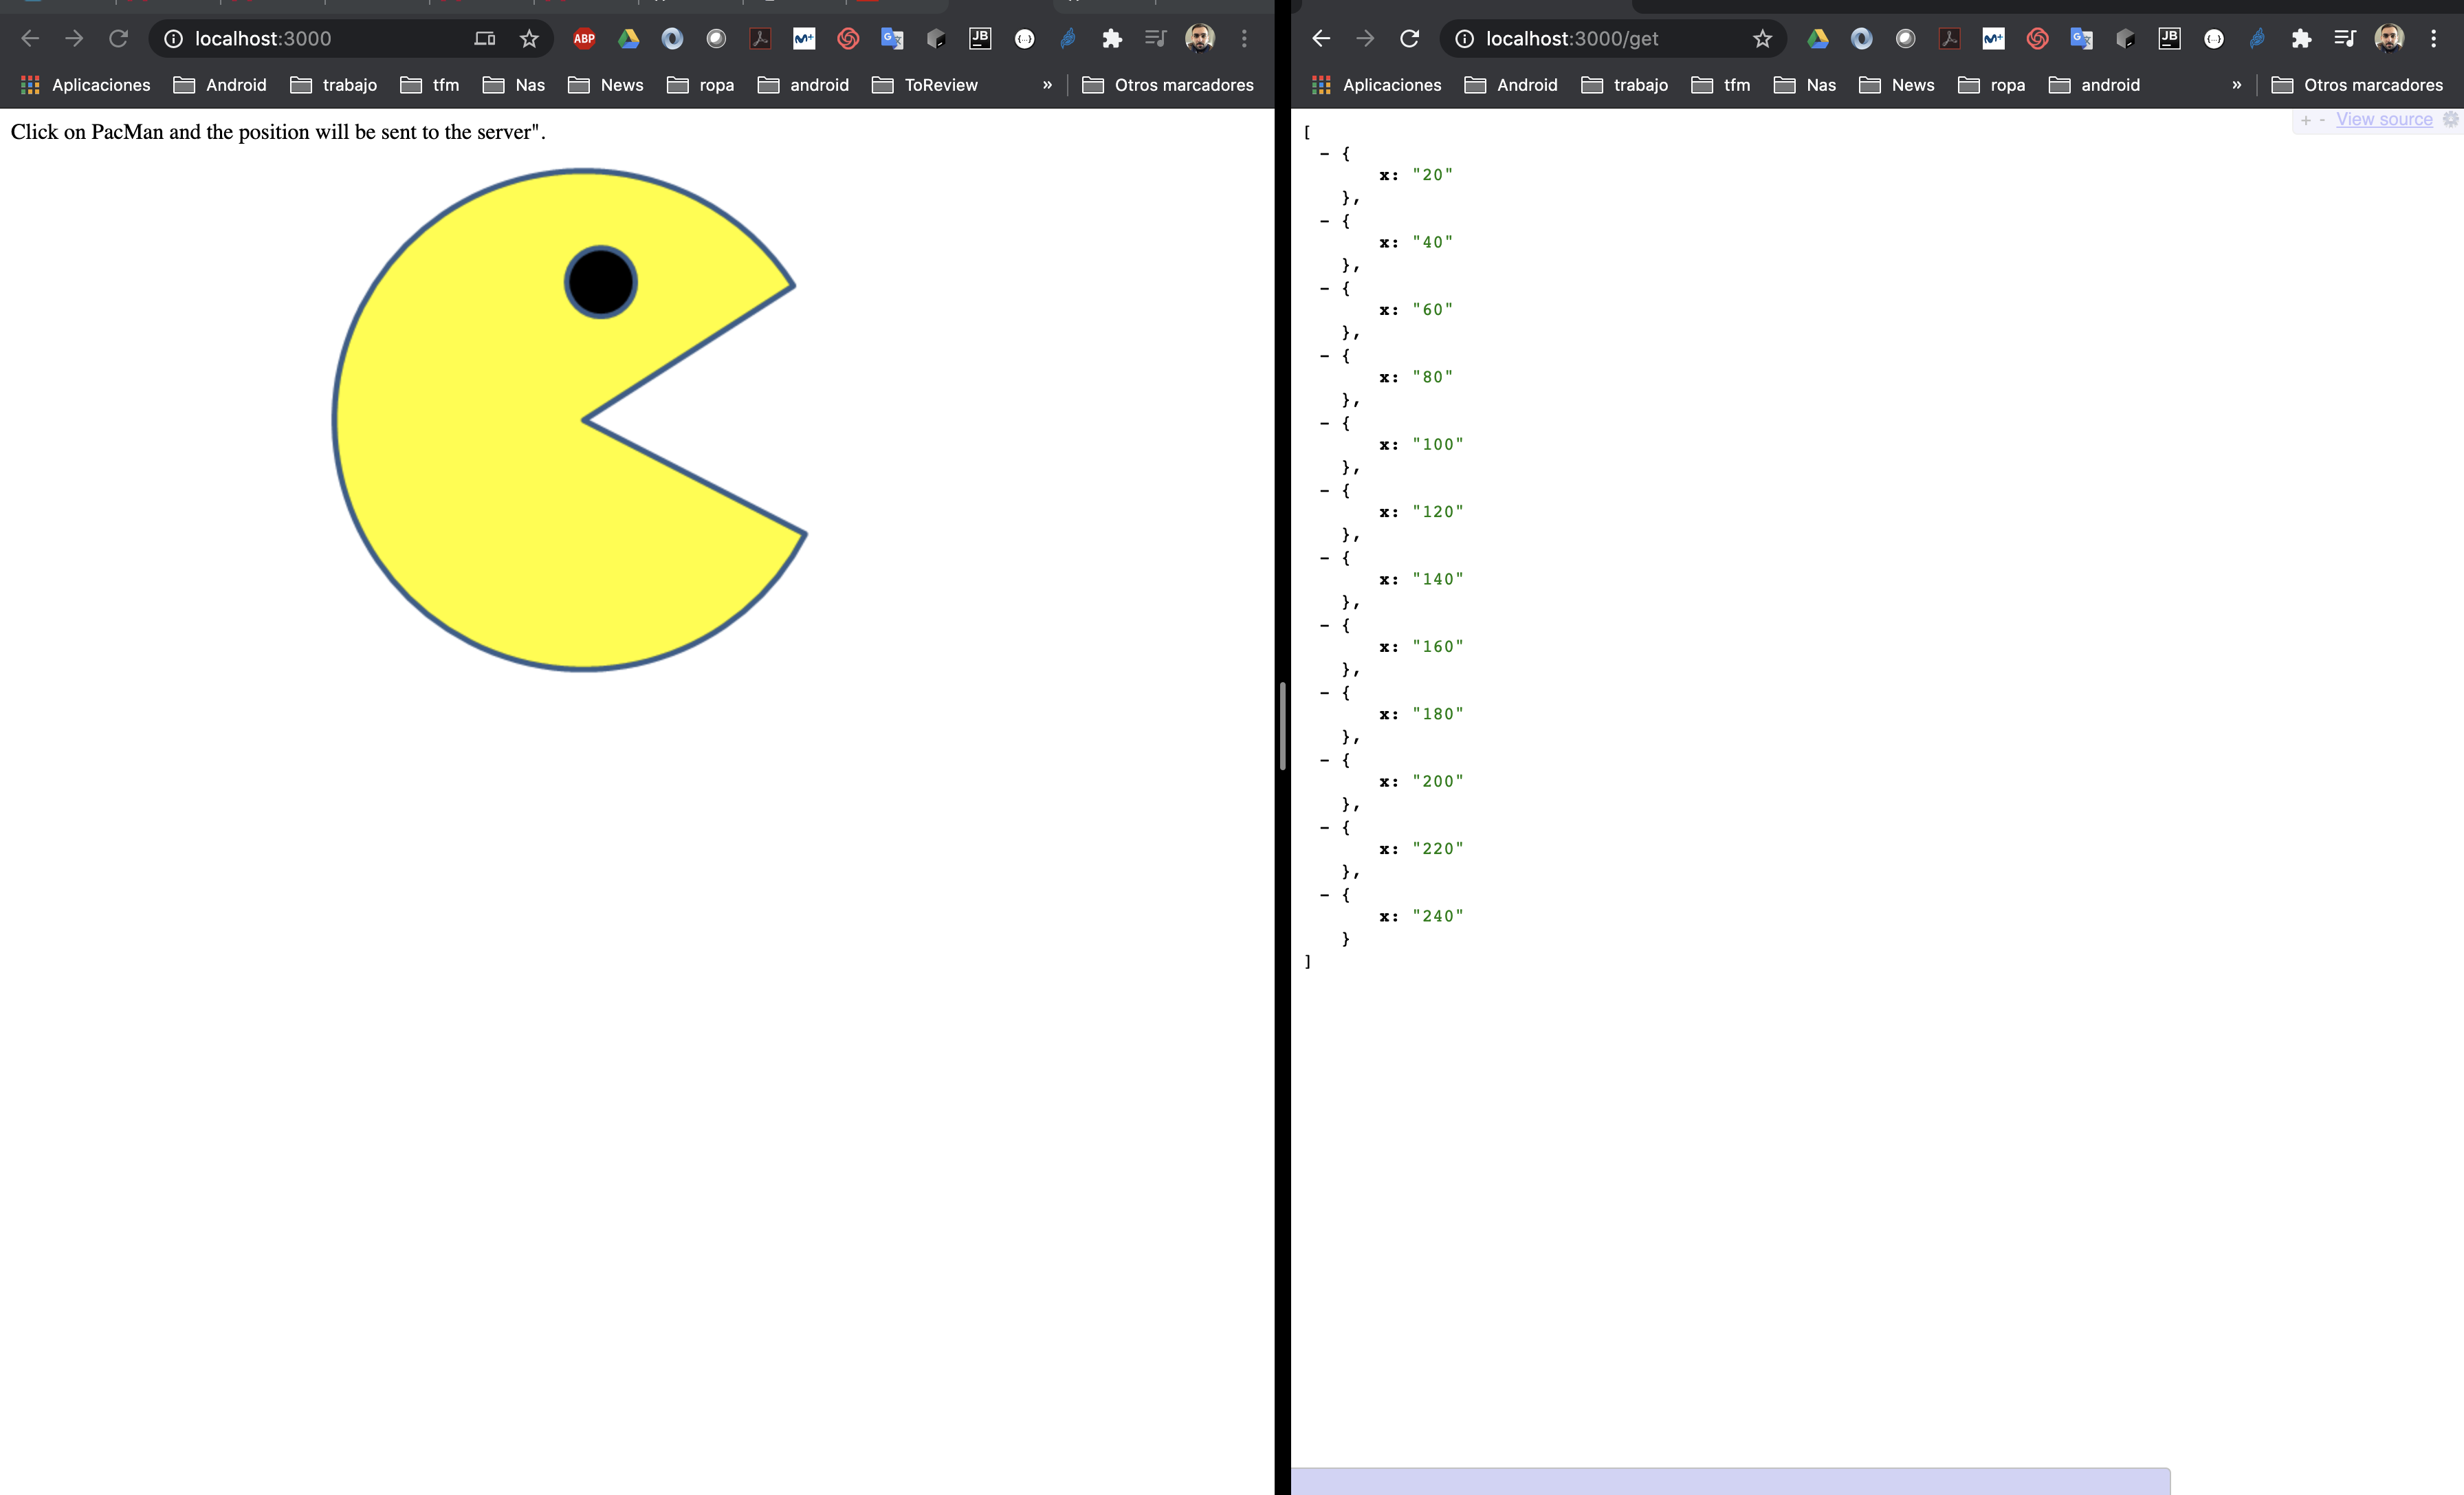 localhost:3000
ABP
JB
Aplicaciones Android trabajo tfm Nas News ropa android ToReview » Otros marcadores
Click on PacMan and the position will be sent to the server".
localhost:3000/get
JB
Aplicaciones Android trabajo tfm Nas News ropa android » Otros marcadores
+ - View source
[
- {
x: "20"
},
- {
x: "40"
},
- {
x: "60"
},
- {
x: "80"
},
- {
x: "100"
},
- {
x: "120"
},
- {
x: "140"
},
- {
x: "160"
},
- {
x: "180"
},
- {
x: "200"
},
- {
x: "220"
},
- {
x: "240"
}
]